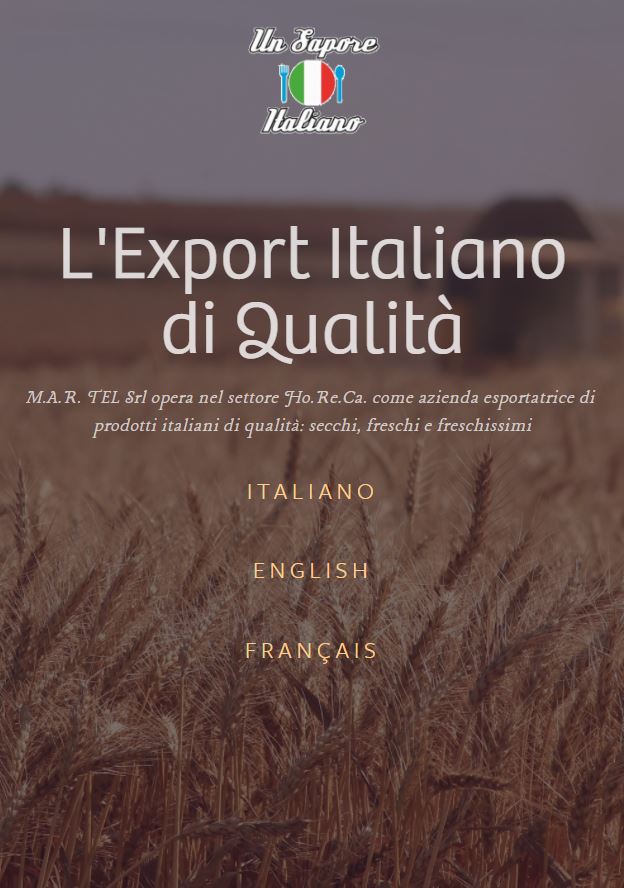 Un Sapore
Italiano
L'Export Italiano
di Qualità
M.A.R. TEL Srl opera nel settore Ho.Re.Ca. come azienda esportatrice di
prodotti italiani di qualità: secchi, freschi e freschissimi
ITALIANO
ENGLISH
FRANÇAIS